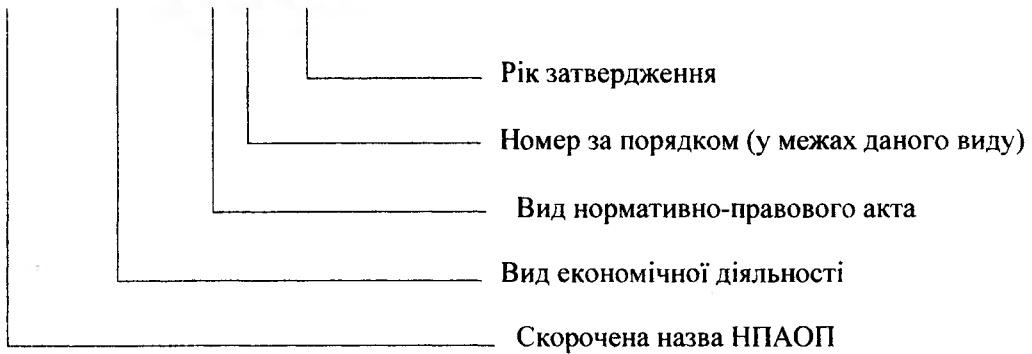 Рік затвердження
Номер за порядком (у межах даного виду)
Вид нормативно-правового акта
Вид економічної діяльності
Скорочена назва НПАОП